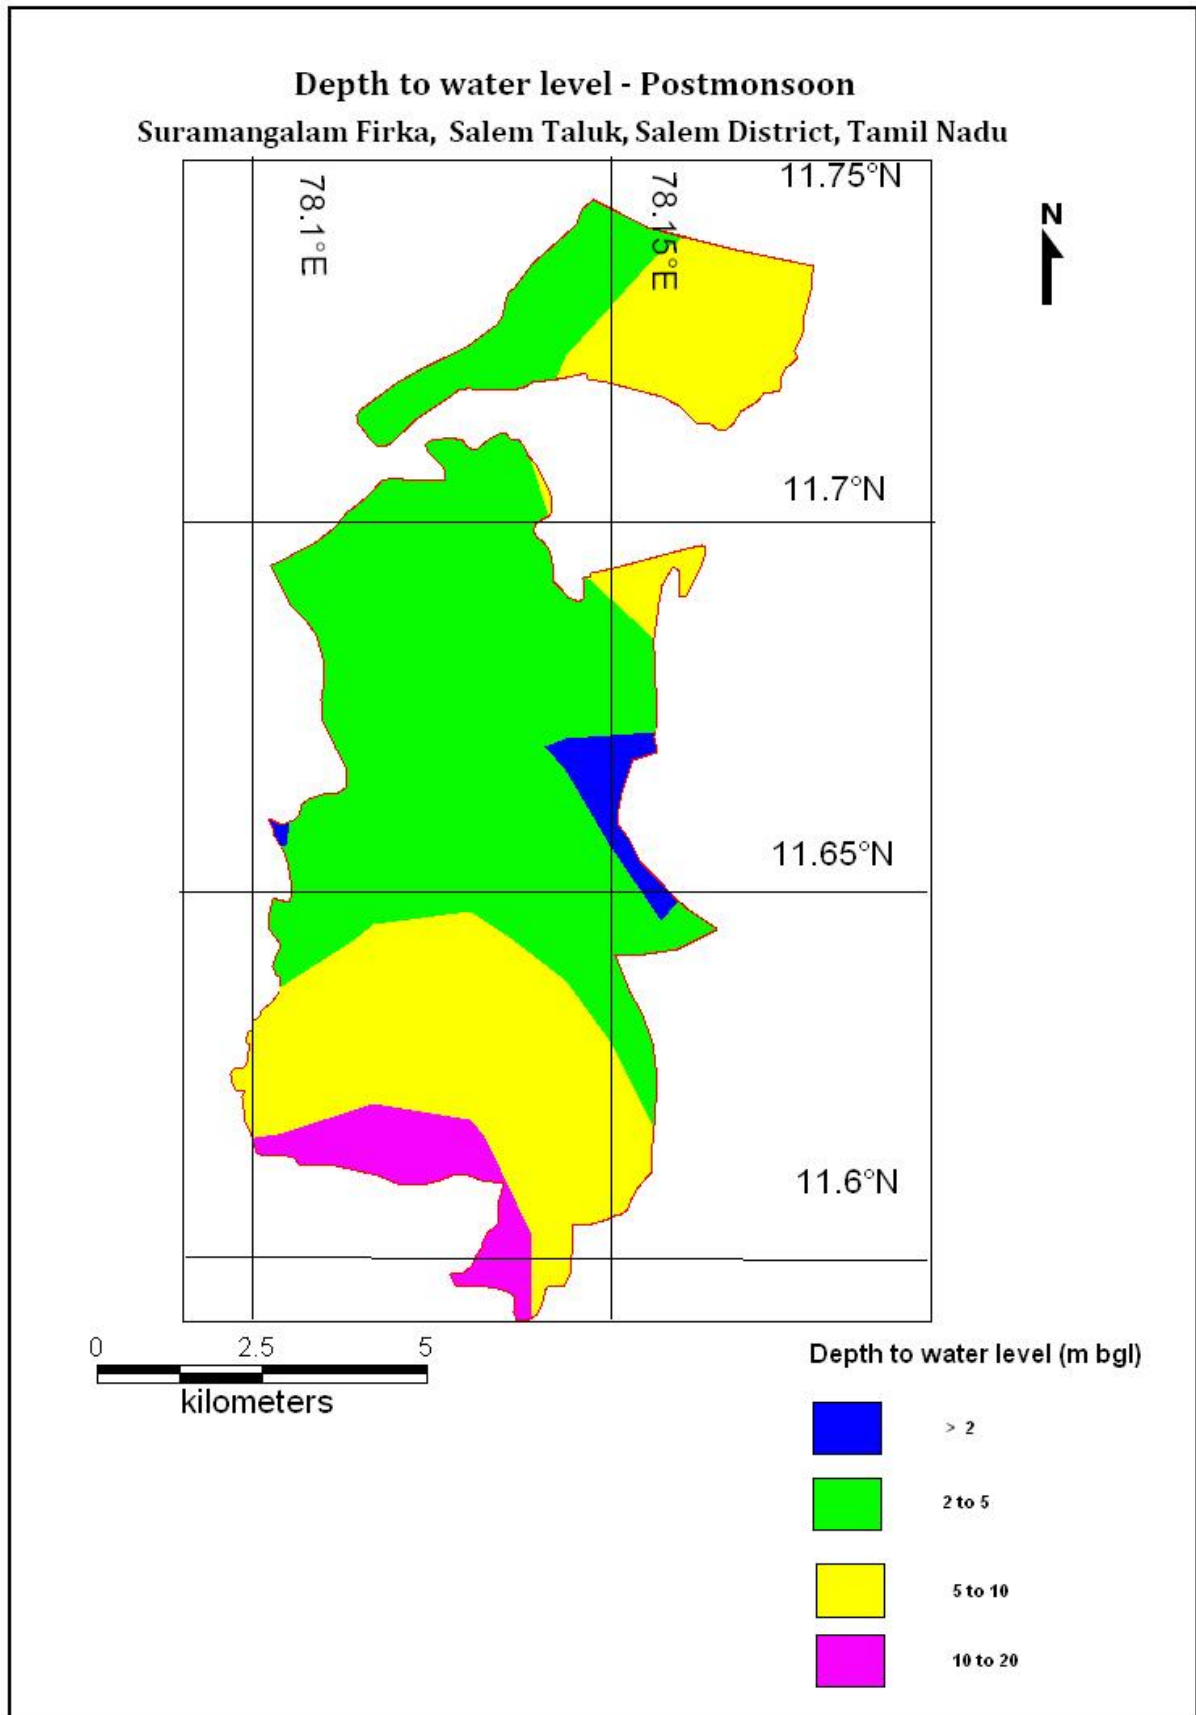 Depth to water level - Postmonsoon
Suramangalam Firka, Salem Taluk, Salem District, Tamil Nadu
11.75°N
78.1°E
78.15°E
N
11.7°N
11.65°N
11.6°N
0 2.5 5
kilometers
Depth to water level (m bgl)
> 2
2 to 5
5 to 10
10 to 20